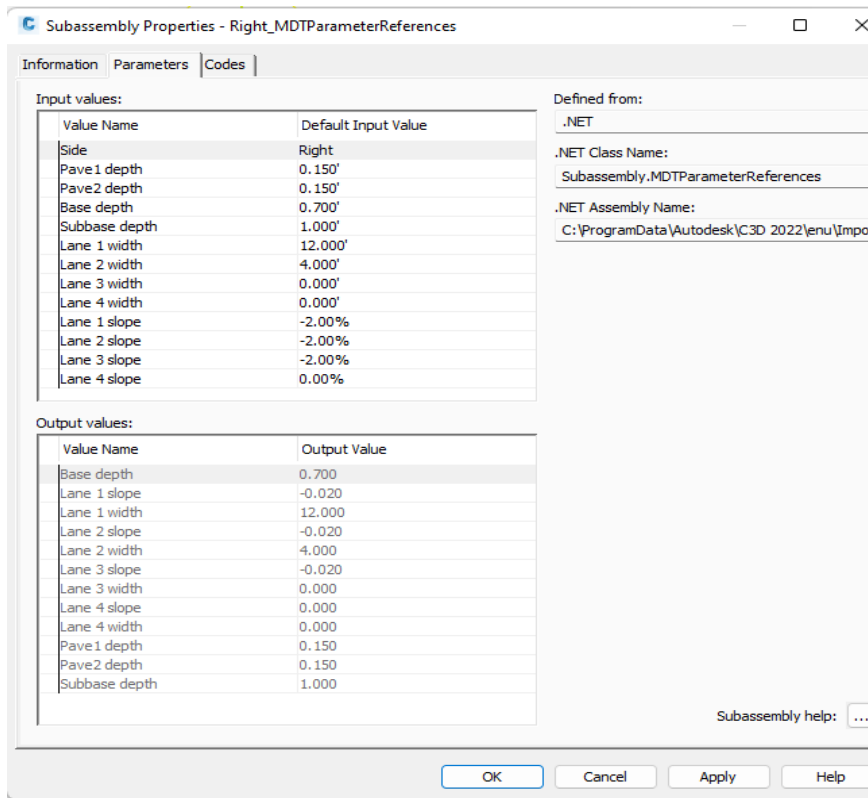 Subassembly Properties - Right_MDTParameterReferences
Information Parameters Codes
Input values:
Value Name Default Input Value
Side Right
Pave1 depth 0.150'
Pave2 depth 0.150'
Base depth 0.700'
Subbase depth 1.000'
Lane 1 width 12.000'
Lane 2 width 4.000'
Lane 3 width 0.000'
Lane 4 width 0.000'
Lane 1 slope -2.00%
Lane 2 slope -2.00%
Lane 3 slope -2.00%
Lane 4 slope 0.00%
Defined from:
.NET
.NET Class Name:
Subassembly.MDTParameterReferences
.NET Assembly Name:
C:\ProgramData\Autodesk\C3D 2022\enu\Impo
Output values:
Value Name Output Value
Base depth 0.700
Lane 1 slope -0.020
Lane 1 width 12.000
Lane 2 slope -0.020
Lane 2 width 4.000
Lane 3 slope -0.020
Lane 3 width 0.000
Lane 4 slope 0.000
Lane 4 width 0.000
Pave1 depth 0.150
Pave2 depth 0.150
Subbase depth 1.000
Subassembly help: ...
OK Cancel Apply Help